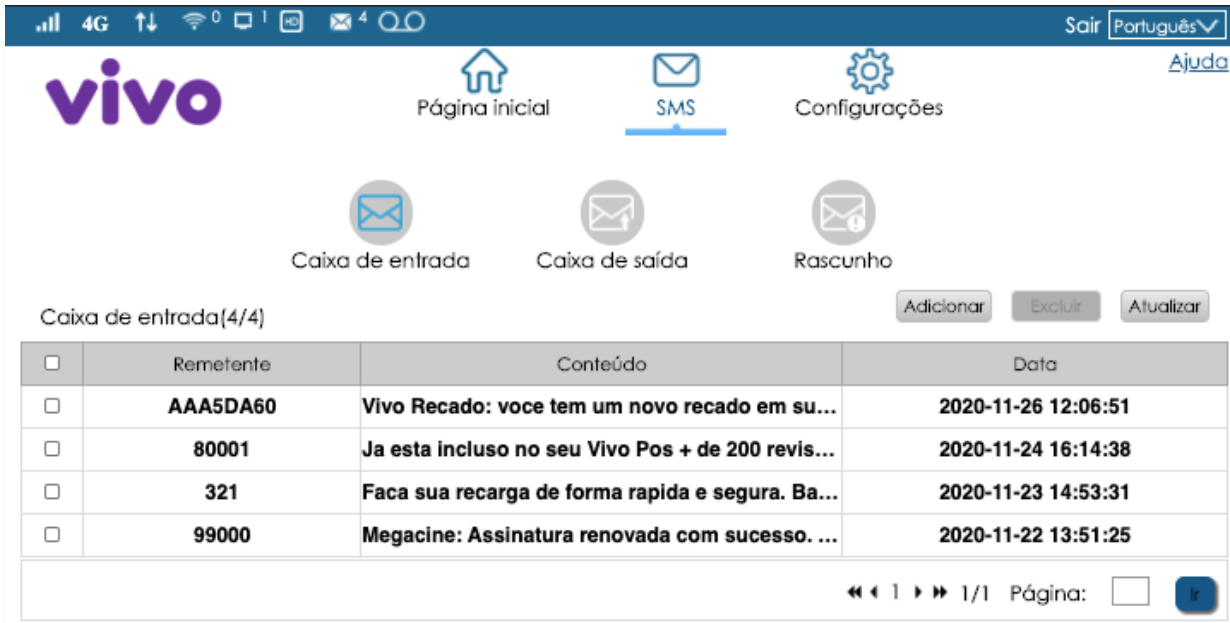 4G 0 1 HD 4 Sair Português
vivo Página inicial SMS Configurações Ajuda
Caixa de entrada Caixa de saída Rascunho
Caixa de entrada(4/4) Adicionar Excluir Atualizar
Remetente Conteúdo Data
AAA5DA60 Vivo Recado: voce tem um novo recado em su... 2020-11-26 12:06:51
80001 Ja esta incluso no seu Vivo Pos + de 200 revis... 2020-11-24 16:14:38
321 Faca sua recarga de forma rapida e segura. Ba... 2020-11-23 14:53:31
99000 Megacine: Assinatura renovada com sucesso. ... 2020-11-22 13:51:25
1 1/1 Página: Ir